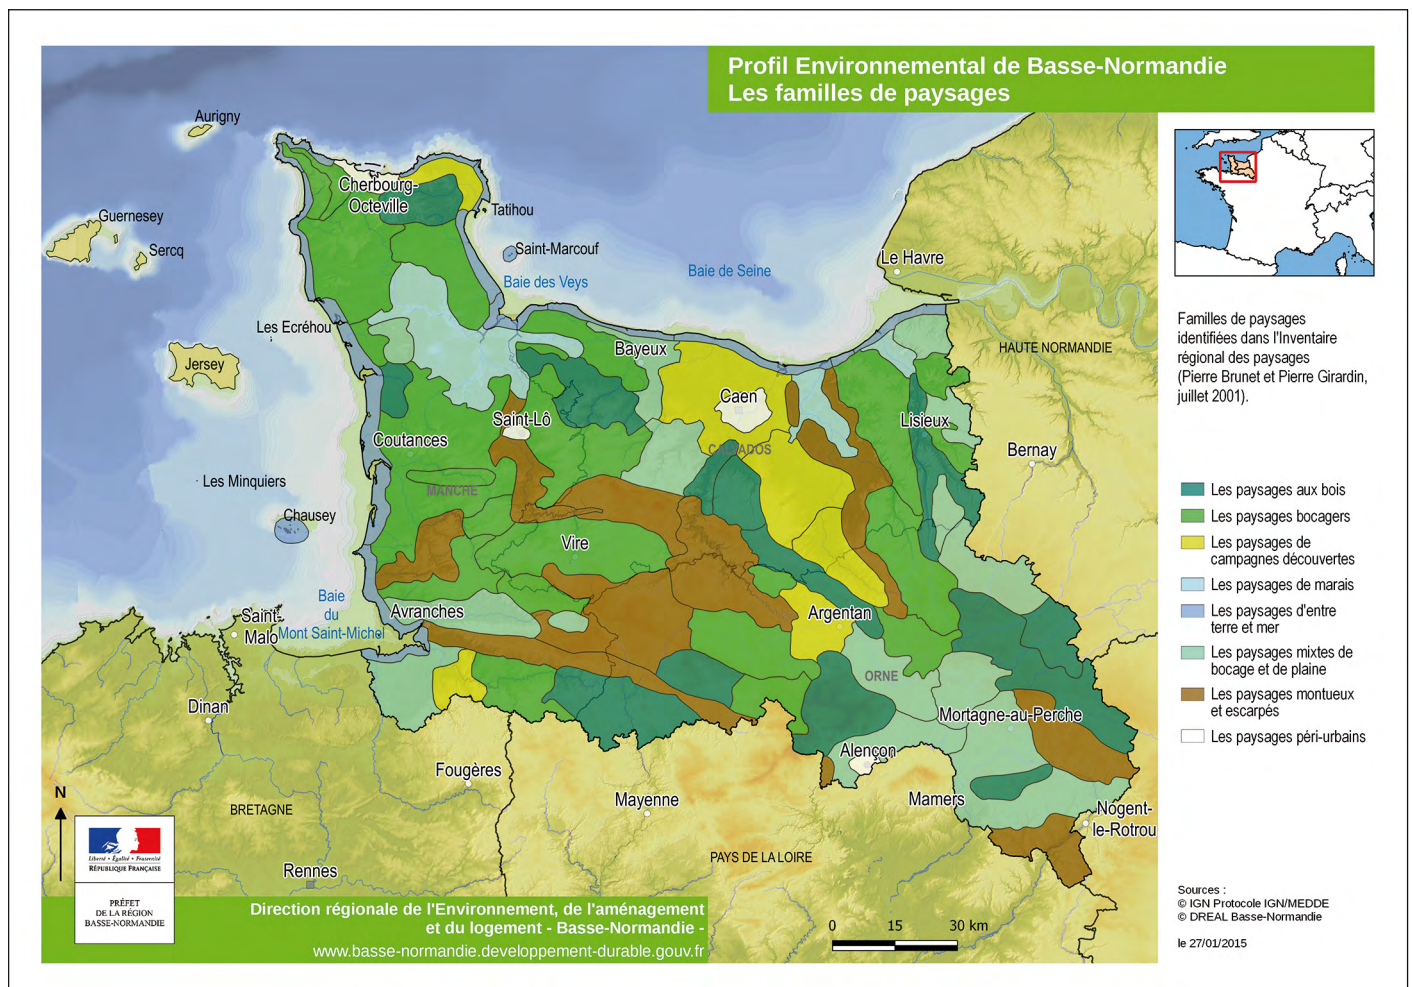 Profil Environnemental de Basse-Normandie
Les familles de paysages
Aurigny
Cherbourg-
Octeville
Tatihou
Guernesey
Sercq
Saint-Marcouf
Baie des Veys
Baie de Seine
Le Havre
Les Ecréhou
Jersey
Bayeux
HAUTE NORMANDIE
Caen
Saint-Lô
Lisieux
Coutances
CALVADOS
Bernay
Les Minquiers
MANCHE
Chausey
Vire
Baie
du
Mont Saint-Michel
Avranches
Argentan
Saint-
Malo
ORNE
Dinan
Mortagne-au-Perche
Alençon
Fougères
Mayenne
Mamers
Nogent-
le-Rotrou
BRETAGNE
PAYS DE LA LOIRE
Rennes
Familles de paysages
identifiées dans l'Inventaire
régional des paysages
(Pierre Brunet et Pierre Girardin,
juillet 2001).
Les paysages aux bois
Les paysages bocagers
Les paysages de
campagnes découvertes
Les paysages de marais
Les paysages d'entre
terre et mer
Les paysages mixtes de
bocage et de plaine
Les paysages montueux
et escarpés
Les paysages péri-urbains
N
Liberté • Égalité • Fraternité
RÉPUBLIQUE FRANÇAISE
PRÉFET
DE LA RÉGION
BASSE-NORMANDIE
Direction régionale de l'Environnement, de l'aménagement
et du logement - Basse-Normandie -
www.basse-normandie.developpement-durable.gouv.fr
0 15 30 km
Sources :
© IGN Protocole IGN/MEDDE
© DREAL Basse-Normandie
le 27/01/2015